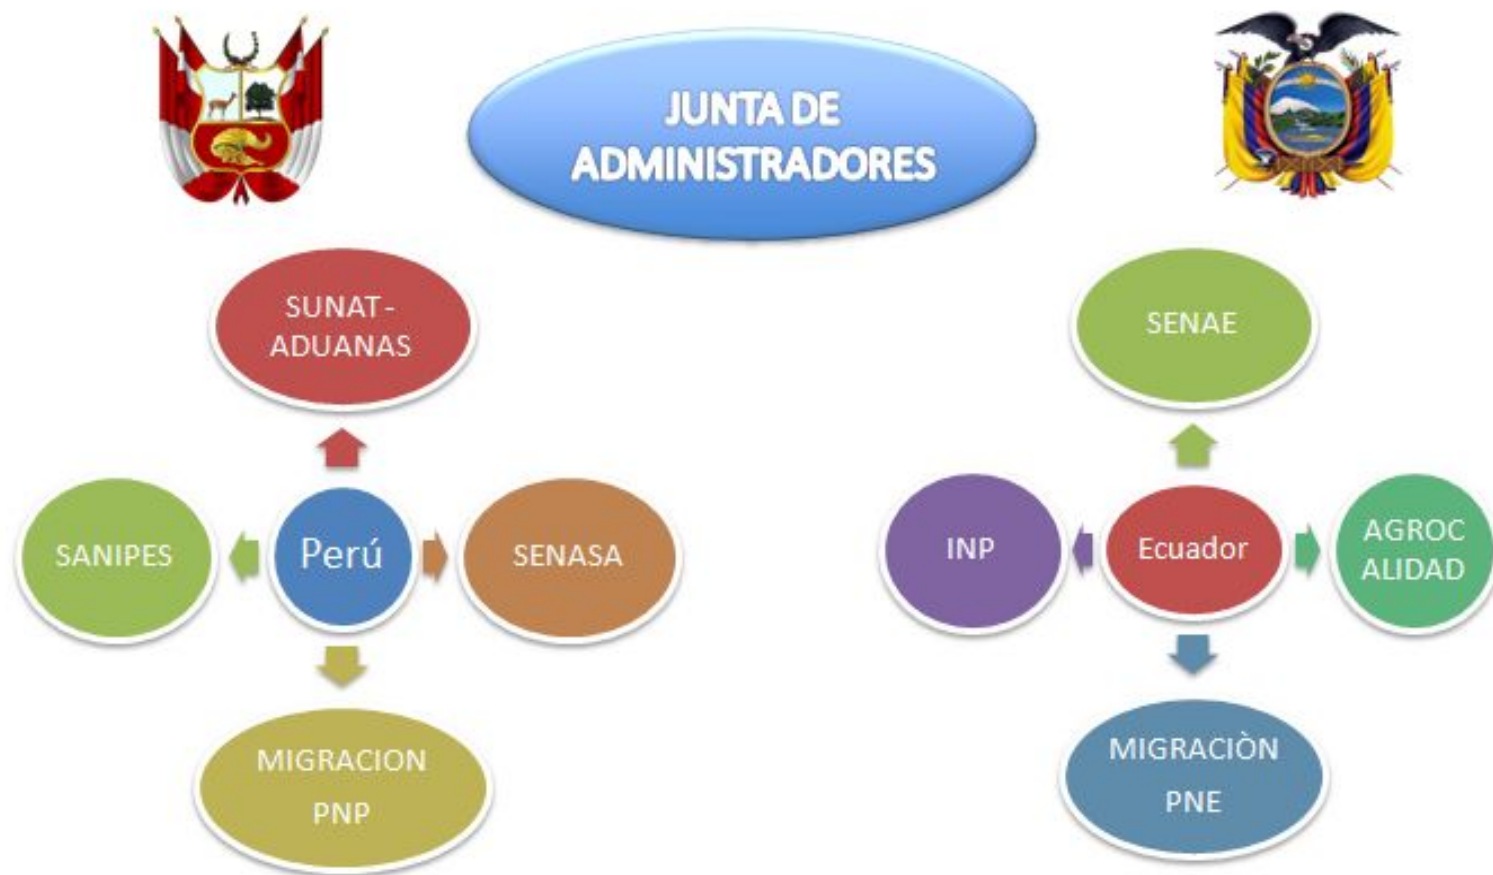 JUNTA DE
ADMINISTRADORES
SUNAT-
ADUANAS
SANIPES
Perú
SENASA
MIGRACION
PNP
SENAE
INP
Ecuador
AGROC
ALIDAD
MIGRACIÒN
PNE